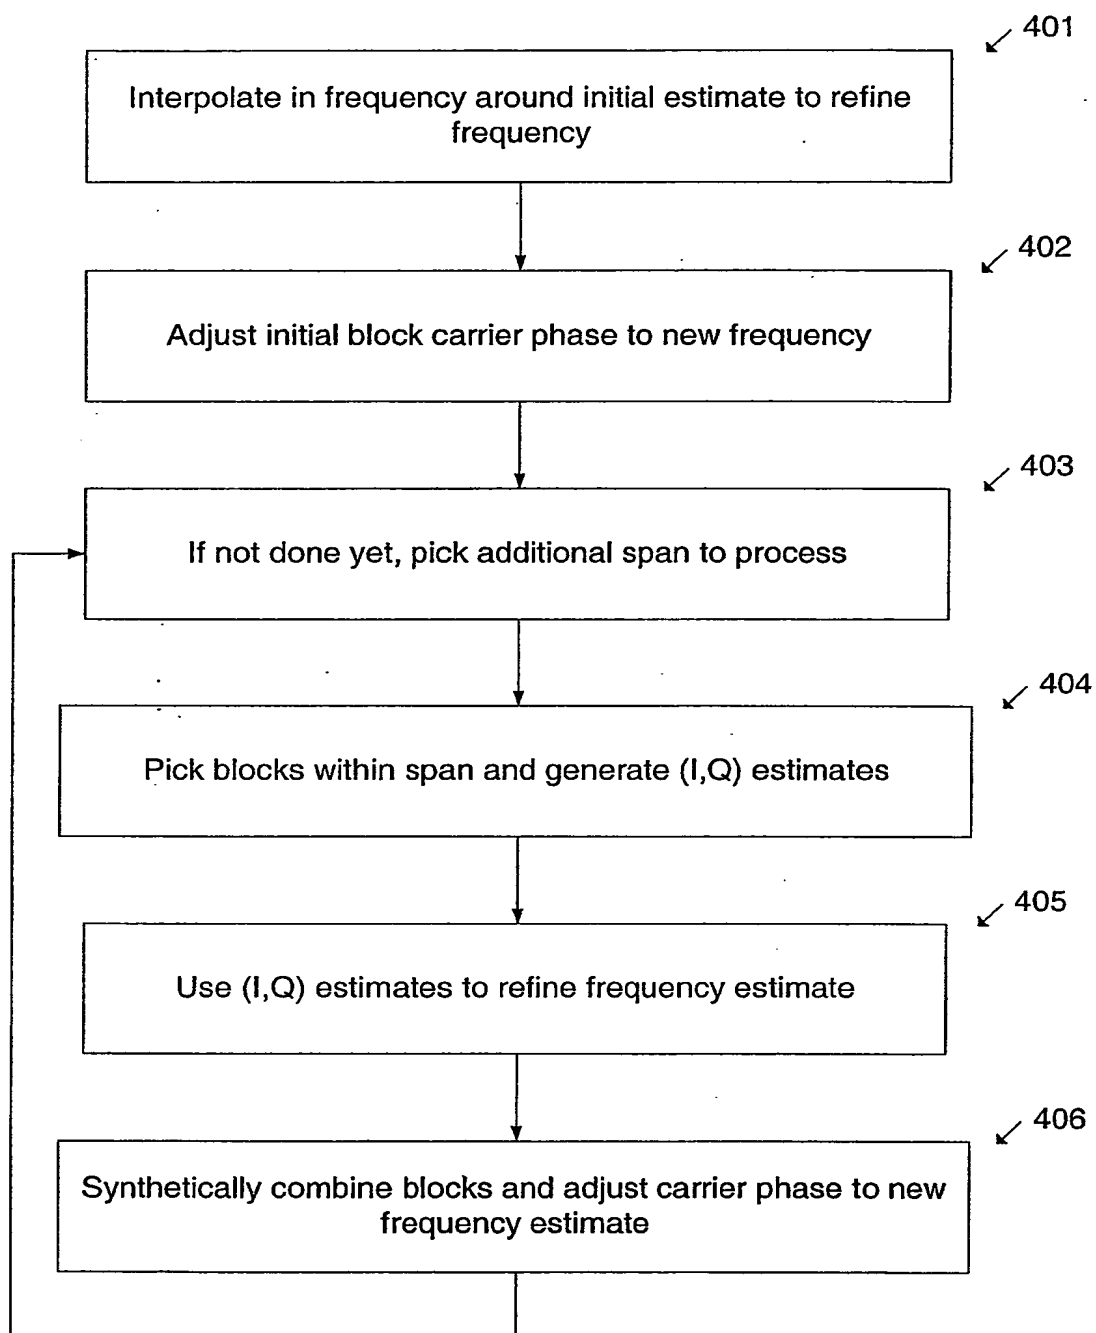 401
Interpolate in frequency around initial estimate to refine
frequency
402
Adjust initial block carrier phase to new frequency
403
If not done yet, pick additional span to process
404
Pick blocks within span and generate (I,Q) estimates
405
Use (I,Q) estimates to refine frequency estimate
406
Synthetically combine blocks and adjust carrier phase to new
frequency estimate